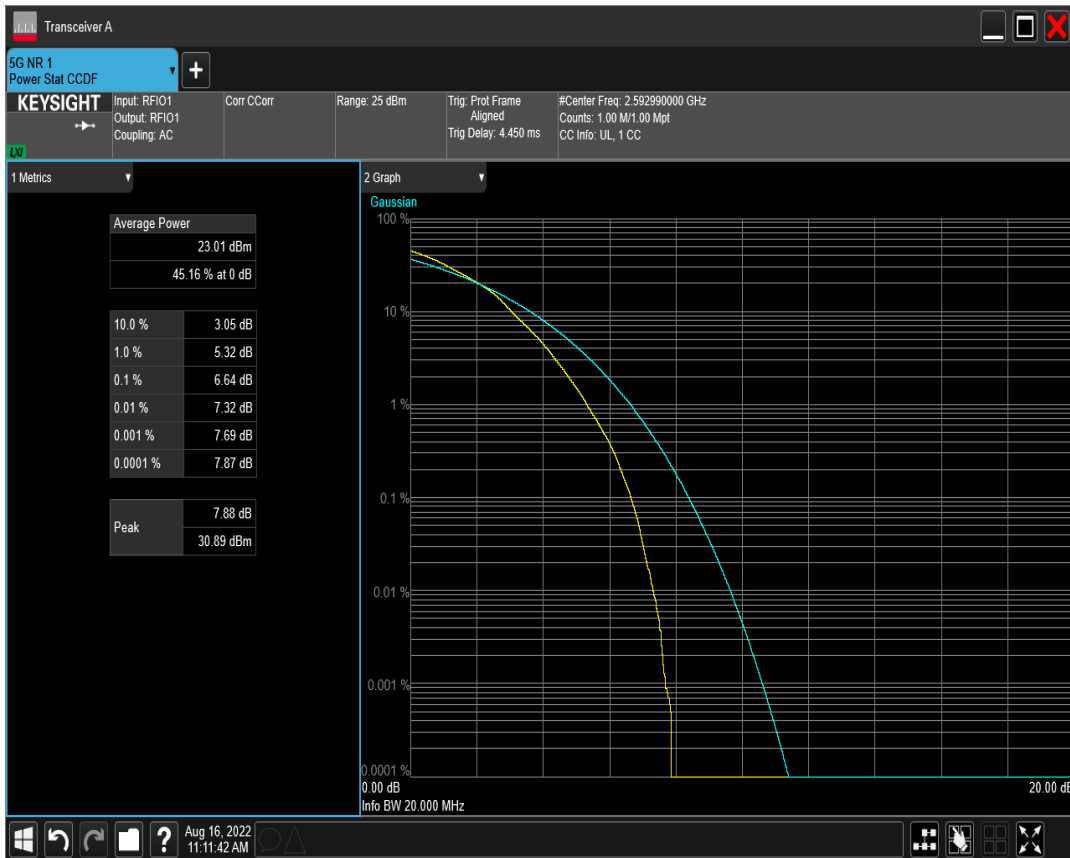 Transceiver A
5G NR 1
Power Stat CCDF
KEYSIGHT
LXI
Input: RFIO1
Output: RFIO1
Coupling: AC
Corr CCorr
Range: 25 dBm
Trig: Prot Frame
Aligned
Trig Delay: 4.450 ms
#Center Freq: 2.592990000 GHz
Counts: 1.00 M/1.00 Mpt
CC Info: UL, 1 CC
1 Metrics
Average Power
23.01 dBm
45.16 % at 0 dB
10.0 % 3.05 dB
1.0 % 5.32 dB
0.1 % 6.64 dB
0.01 % 7.32 dB
0.001 % 7.69 dB
0.0001 % 7.87 dB
Peak
7.88 dB
30.89 dBm
2 Graph
Gaussian
100 %
10 %
1 %
0.1 %
0.01 %
0.001 %
0.0001 %
0.00 dB 20.00 dB
Info BW 20.000 MHz
Aug 16, 2022
11:11:42 AM